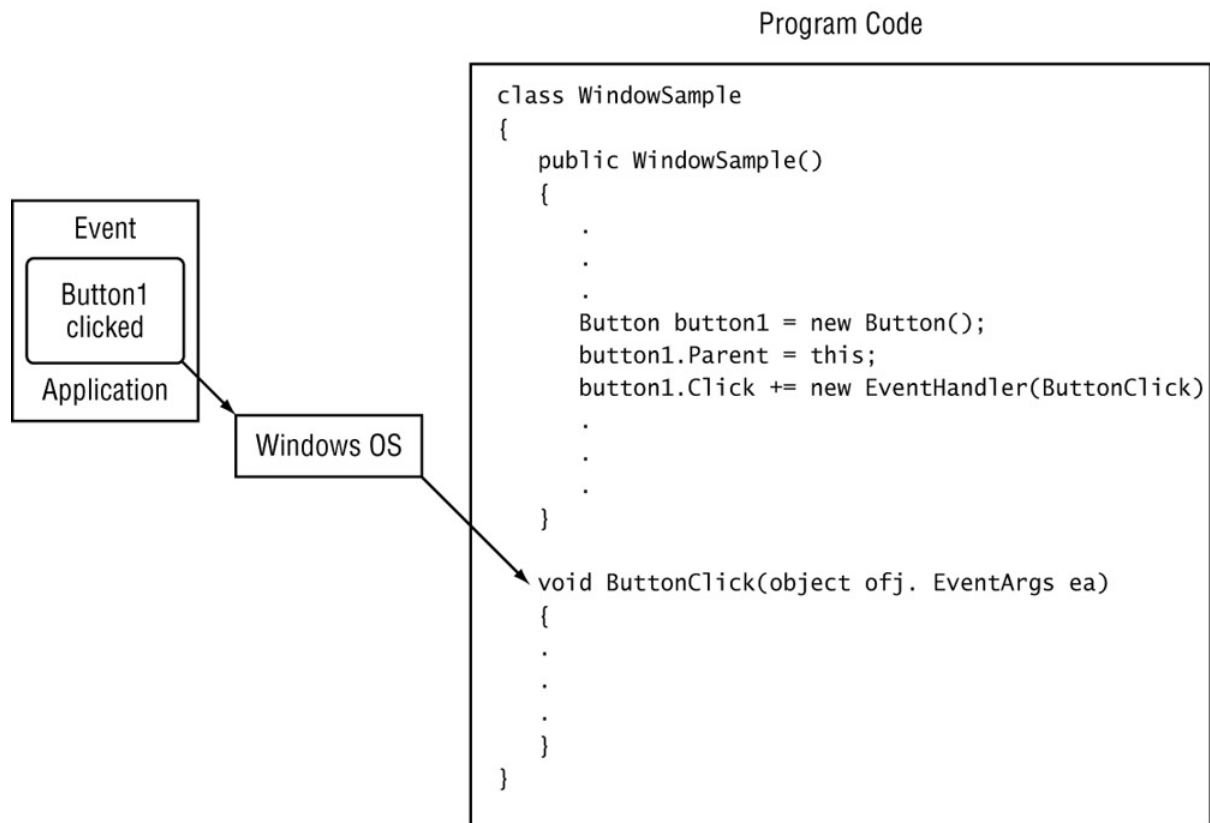 Program Code
class WindowSample
{
public WindowSample()
{
.
.
.
Button button1 = new Button();
button1.Parent = this;
button1.Click += new EventHandler(ButtonClick)
.
.
.
}
void ButtonClick(object ofj. EventArgs ea)
{
.
.
.
}
}
Event
Button1
clicked
Application
Windows OS